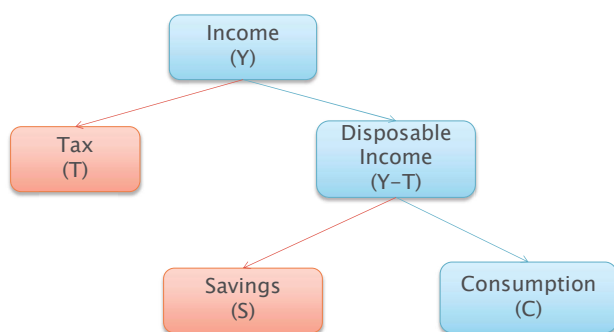 Income
(Y)
Tax
(T)
Disposable
Income
(Y-T)
Savings
(S)
Consumption
(C)